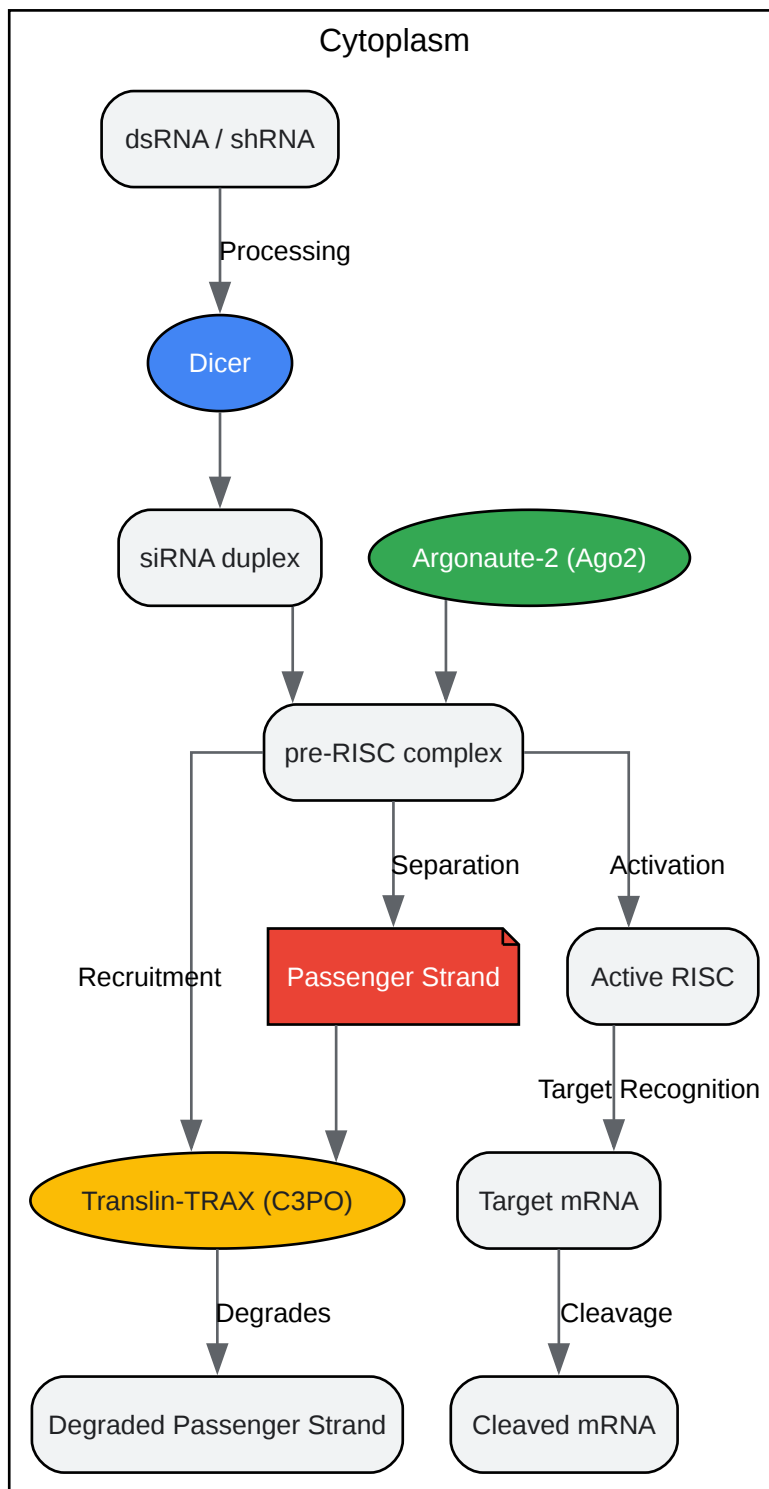 Cytoplasm
dsRNA / shRNA
Processing
Dicer
siRNA duplex
Argonaute-2 (Ago2)
pre-RISC complex
Separation
Activation
Recruitment
Passenger Strand
Active RISC
Target Recognition
Translin-TRAX (C3PO)
Target mRNA
Degrades
Cleavage
Degraded Passenger Strand
Cleaved mRNA